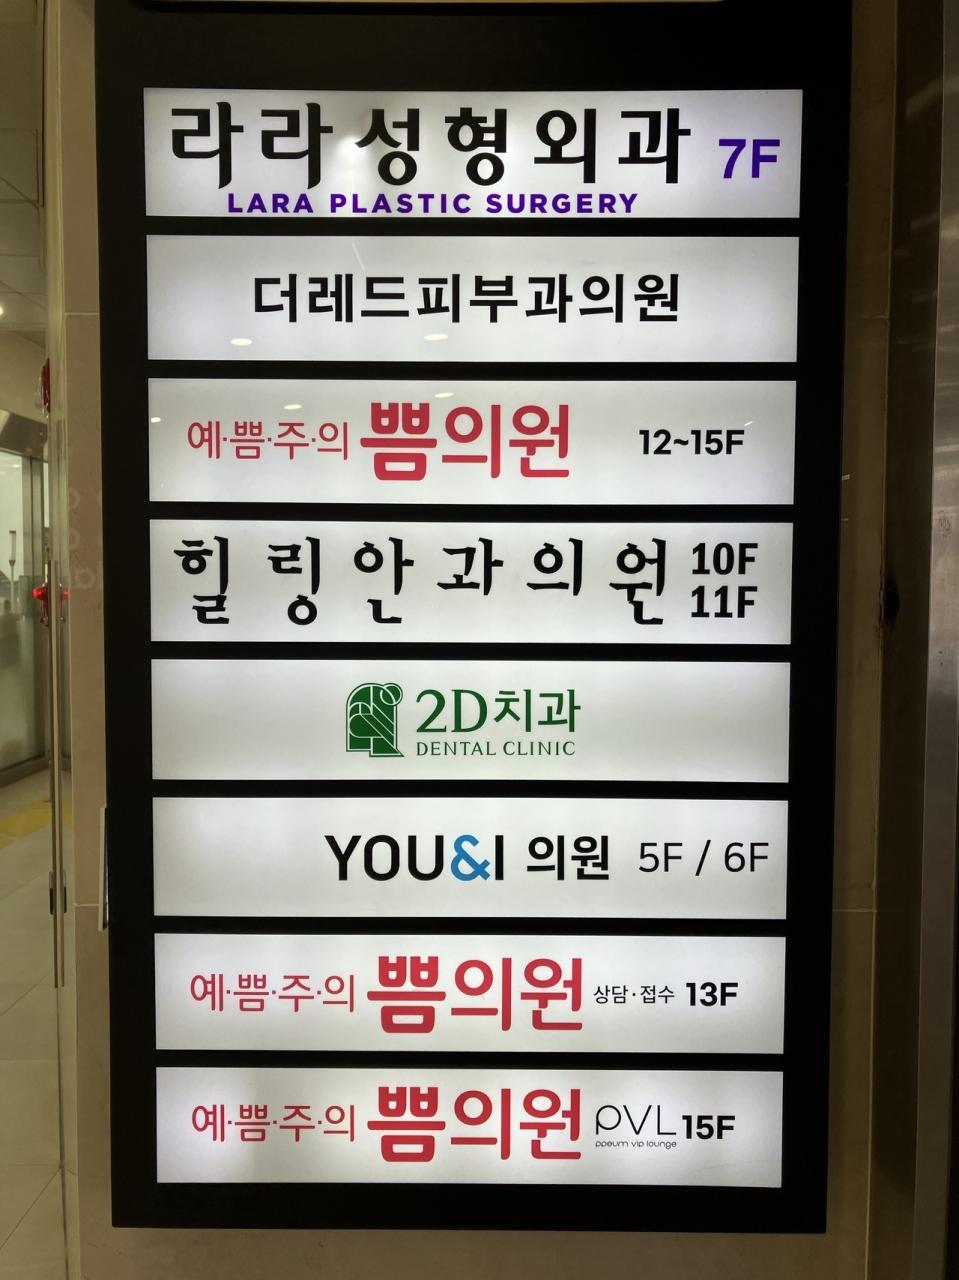 라라성형외과 7F
LARA PLASTIC SURGERY
더레드피부과의원
예·쁨·주·의 쁨의원 12~15F
힐링안과의원 10F
11F
2D치과
DENTAL CLINIC
YOU&I 의원 5F / 6F
예·쁨·주·의 쁨의원 상담·접수 13F
예·쁨·주·의 쁨의원 PVL 15F
ppeum vip lounge